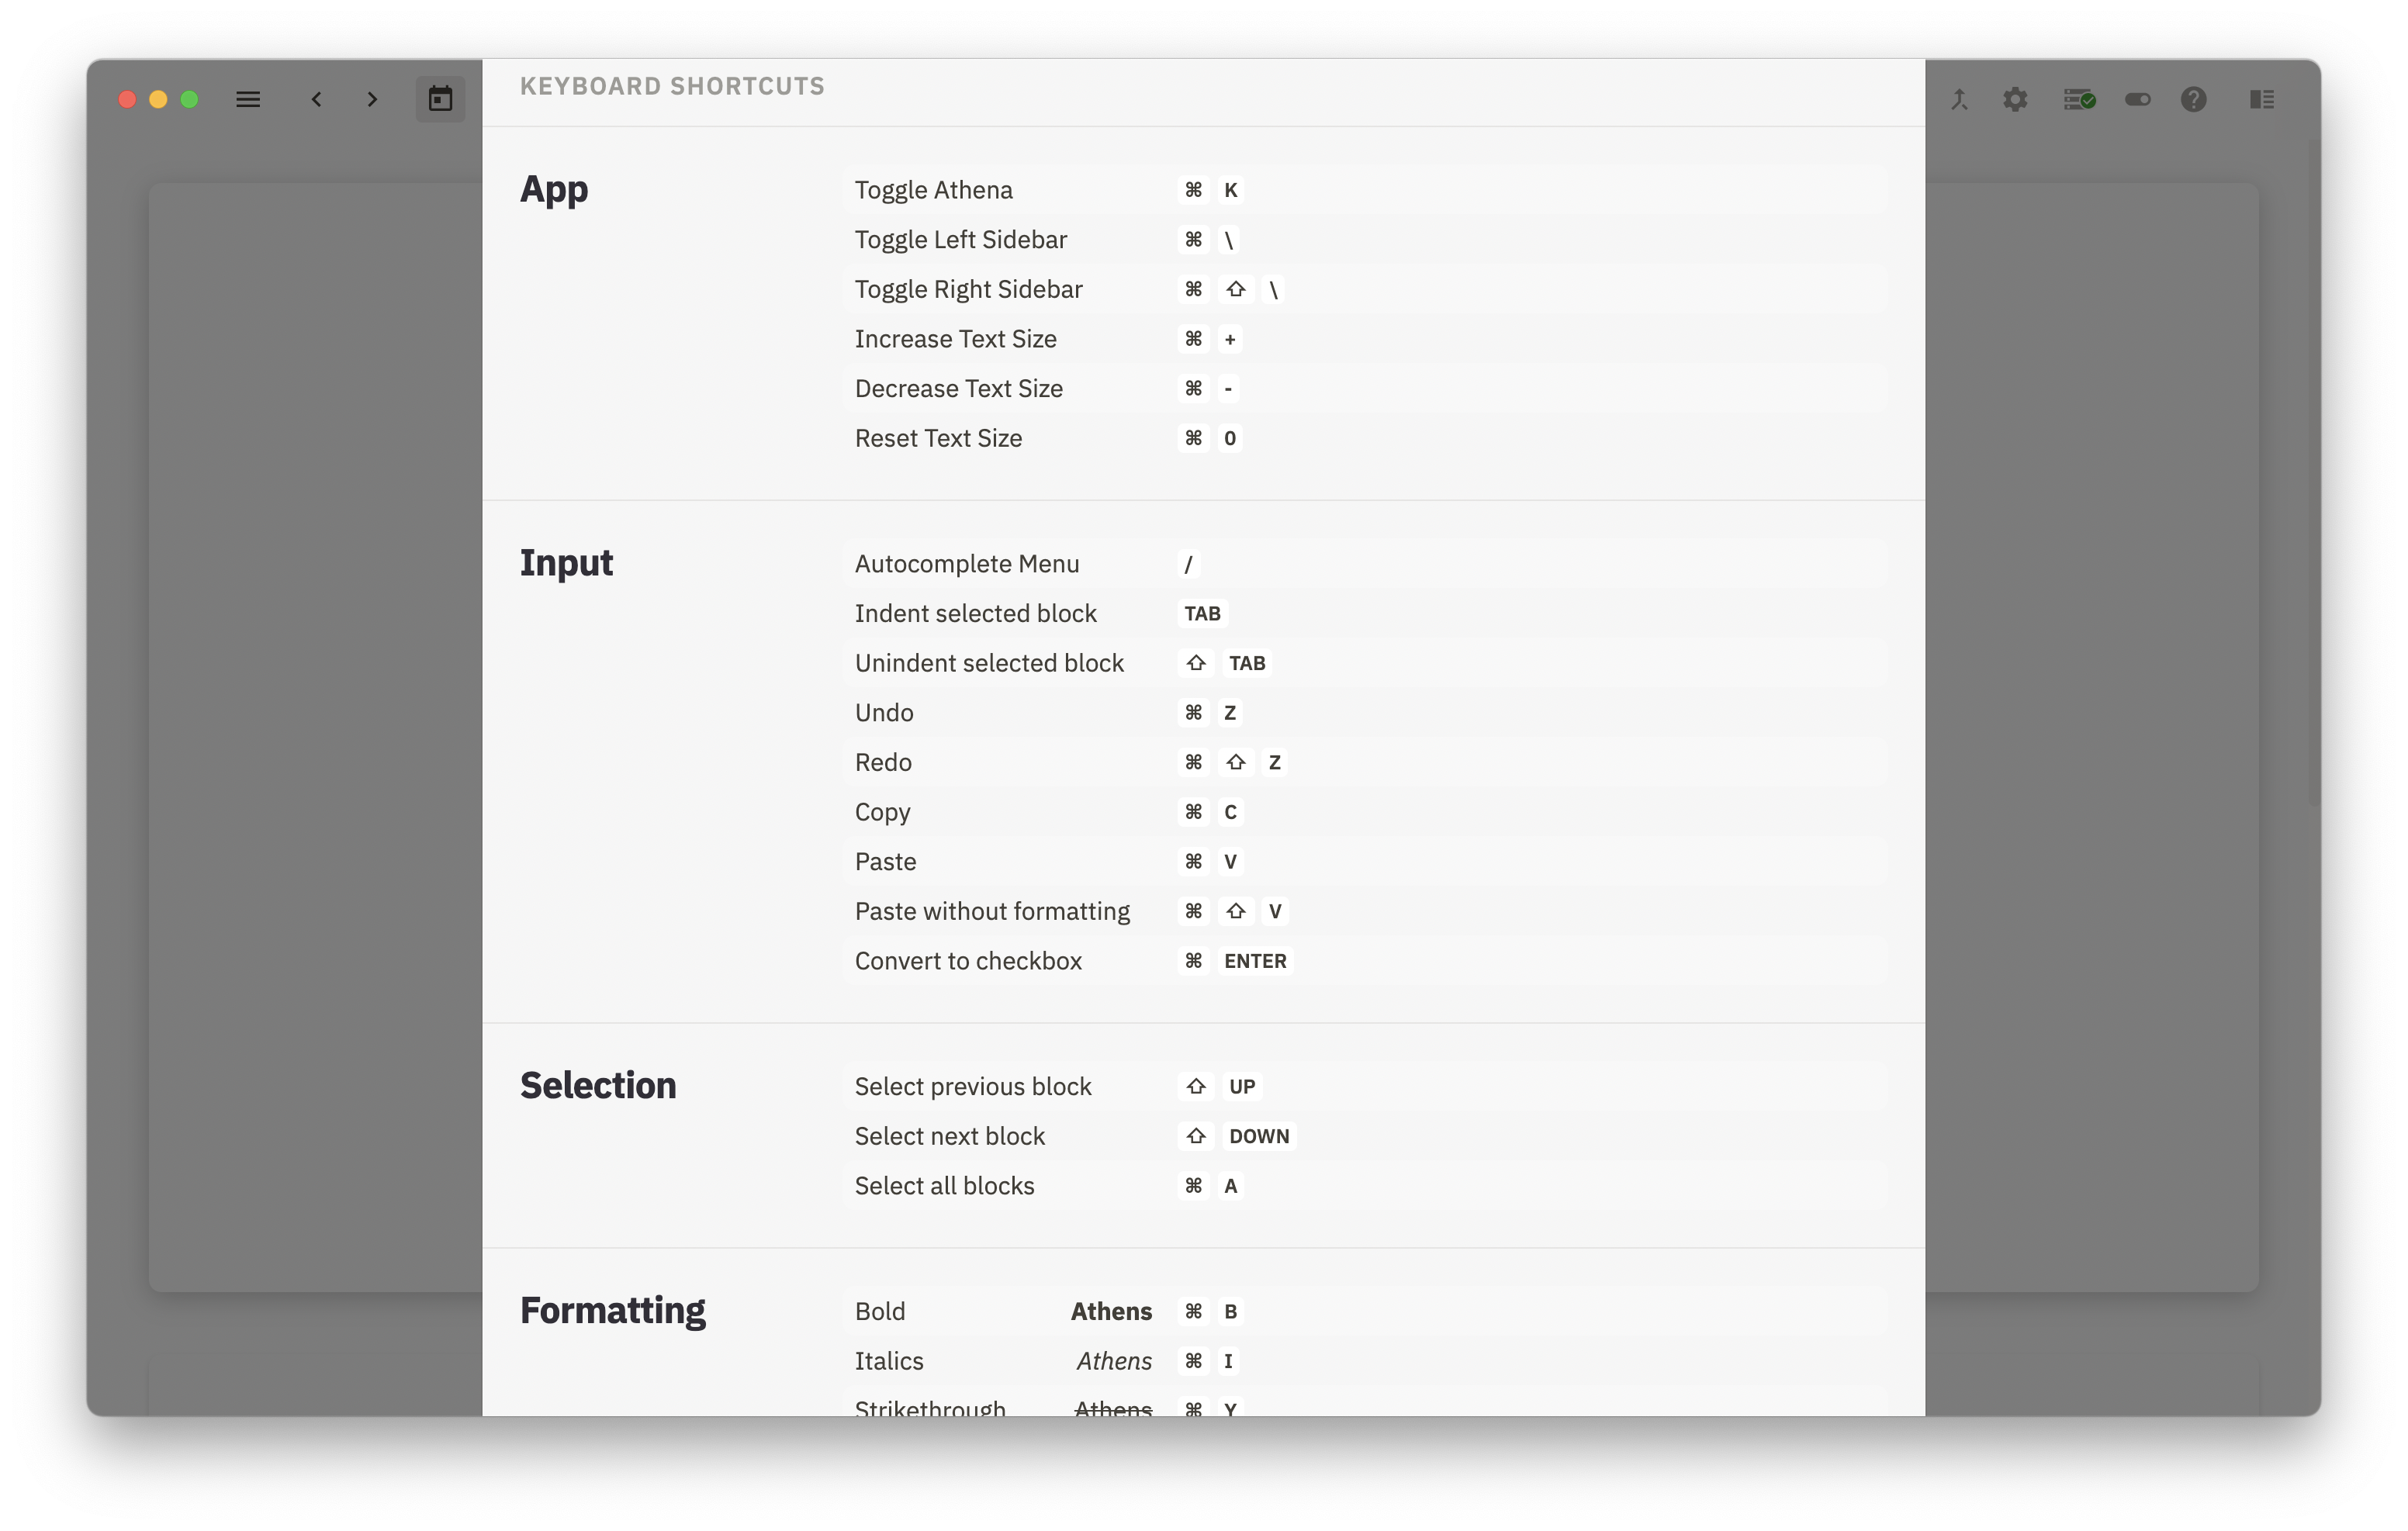 KEYBOARD SHORTCUTS
App
Toggle Athena ⌘ K
Toggle Left Sidebar ⌘ \
Toggle Right Sidebar ⌘ ⇧ \
Increase Text Size ⌘ +
Decrease Text Size ⌘ -
Reset Text Size ⌘ 0
Input
Autocomplete Menu /
Indent selected block TAB
Unindent selected block ⇧ TAB
Undo ⌘ Z
Redo ⌘ ⇧ Z
Copy ⌘ C
Paste ⌘ V
Paste without formatting ⌘ ⇧ V
Convert to checkbox ⌘ ENTER
Selection
Select previous block ⇧ UP
Select next block ⇧ DOWN
Select all blocks ⌘ A
Formatting
Bold Athens ⌘ B
Italics Athens ⌘ I
Strikethrough Athens ⌘ Y